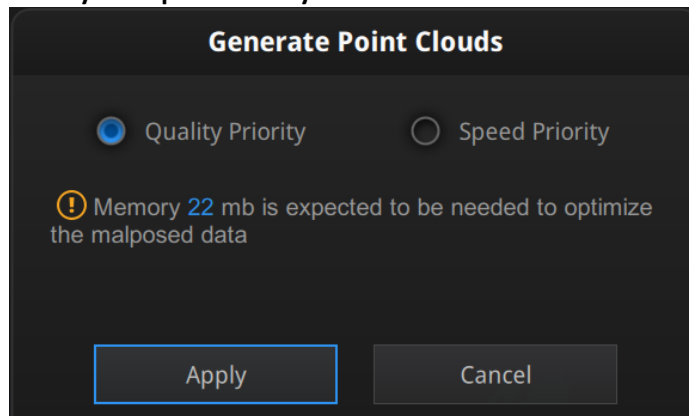 Generate Point Clouds
Quality Priority
Speed Priority
Memory 22 mb is expected to be needed to optimize
the malposed data
Apply
Cancel